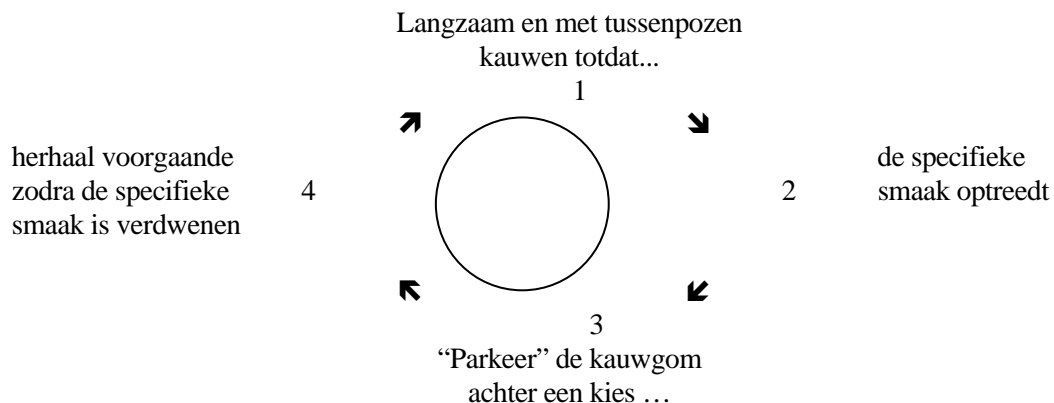 Langzaam en met tussenpozen
kauwen totdat...
1
de specifieke
2 smaak optreedt
3
“Parkeer” de kauwgom
achter een kies …
herhaal voorgaande
zodra de specifieke 4
smaak is verdwenen